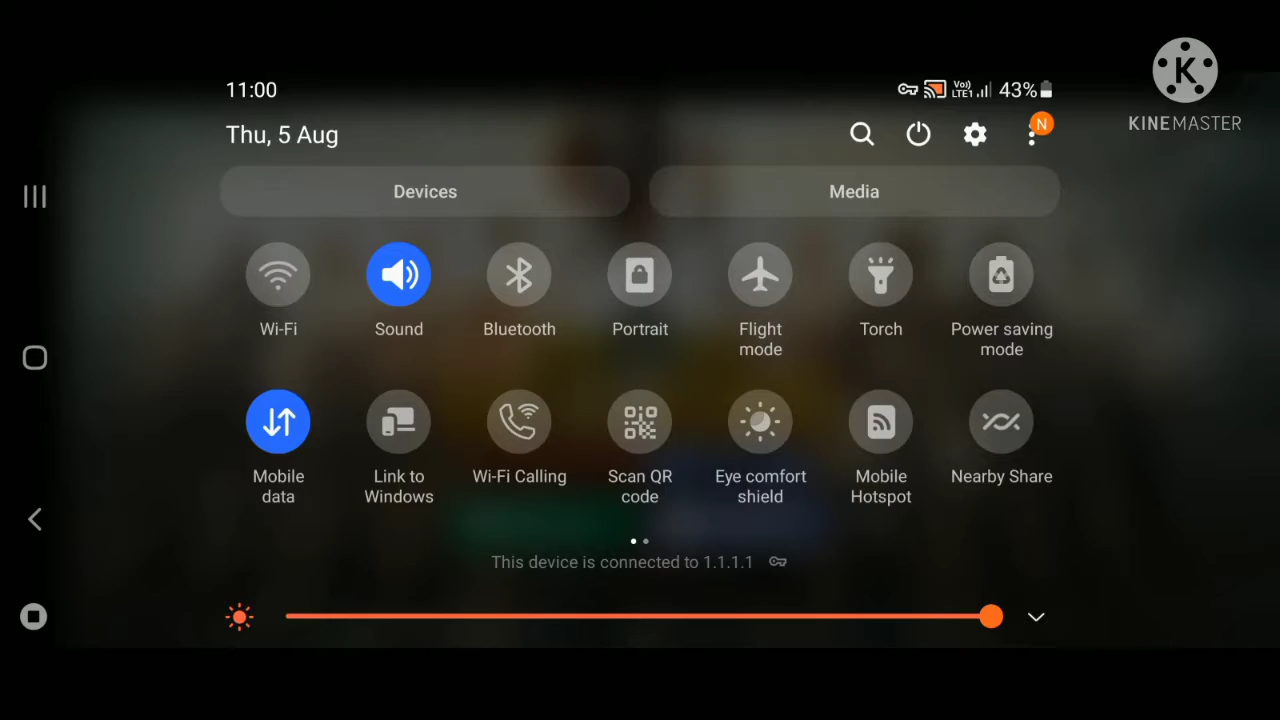 11:00
Vo)) LTE1 43%
K
KINEMASTER
Thu, 5 Aug
N
Devices
Media
Wi-Fi
Sound
Bluetooth
Portrait
Flight mode
Torch
Power saving mode
Mobile data
Link to Windows
Wi-Fi Calling
Scan QR code
Eye comfort shield
Mobile Hotspot
Nearby Share
This device is connected to 1.1.1.1